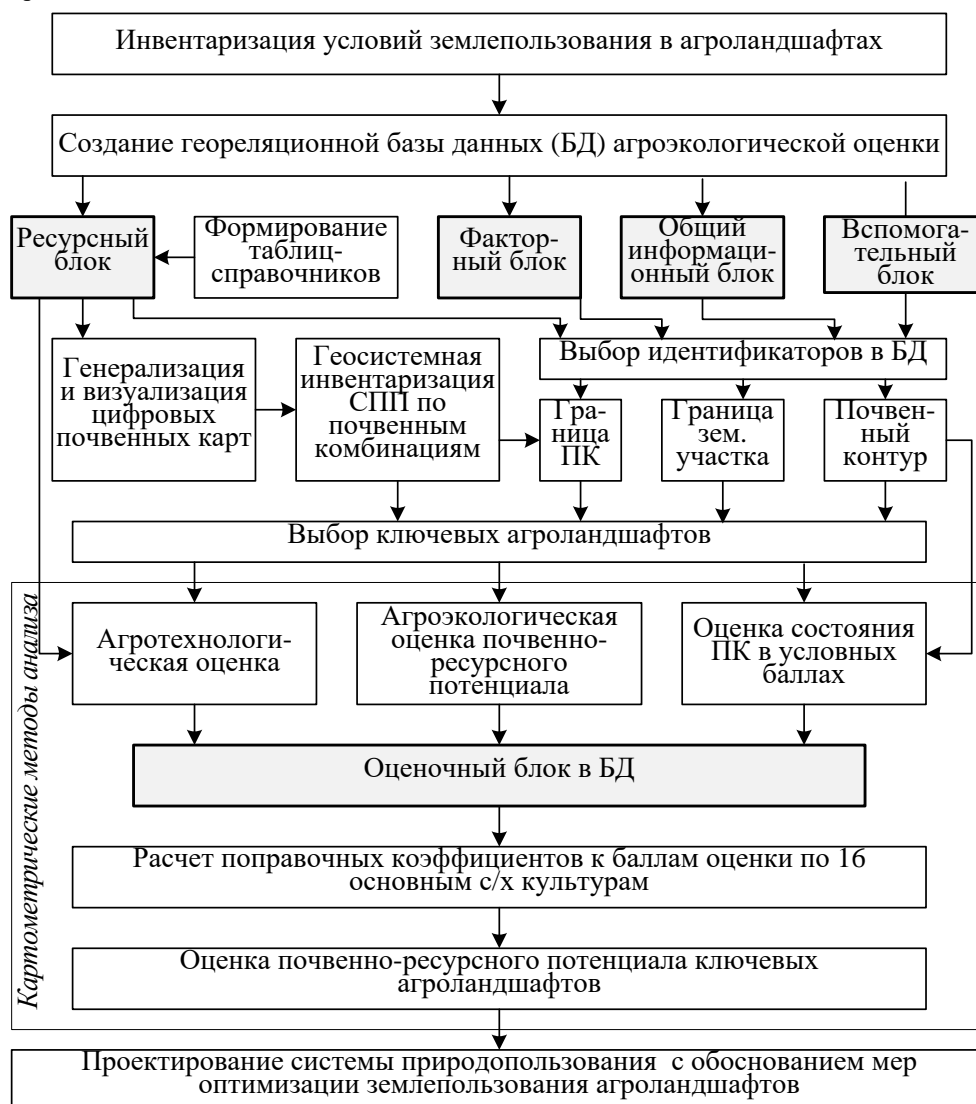 Инвентаризация условий землепользования в агроландшафтах
Создание геореляционной базы данных (БД) агроэкологической оценки
Ресурсный
блок
Формирование
таблиц-
справочников
Фактор-
ный блок
Общий
информаци-
онный блок
Вспомога-
тельный
блок
Генерализация
и визуализация
цифровых
почвенных карт
Геосистемная
инвентаризация
СПП по
почвенным
комбинациям
Выбор идентификаторов в БД
Гра-
ница
ПК
Граница
зем.
участка
Почвен-
ный
контур
Выбор ключевых агроландшафтов
Картометрические методы анализа
Агротехнологи-
ческая оценка
Агроэкологическая
оценка почвенно-
ресурсного
потенциала
Оценка состояния
ПК в условных
баллах
Оценочный блок в БД
Расчет поправочных коэффициентов к баллам оценки по 16
основным с/х культурам
Оценка почвенно-ресурсного потенциала ключевых
агроландшафтов
Проектирование системы природопользования с обоснованием мер
оптимизации землепользования агроландшафтов